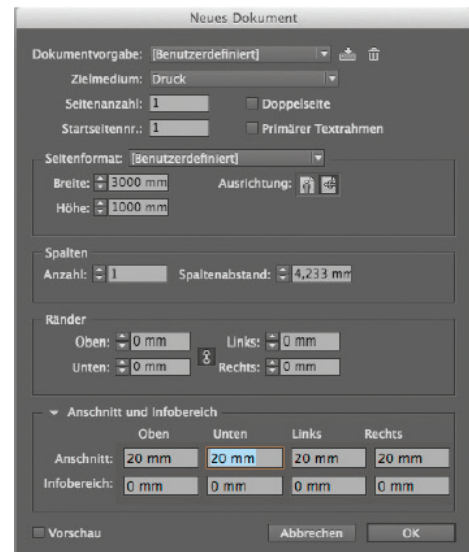 Neues Dokument
Dokumentvorgabe: [Benutzerdefiniert]
Zielmedium: Druck
Seitenanzahl: 1 Doppelseite
Startseitennr.: 1 Primärer Textrahmen
Seitenformat: [Benutzerdefiniert]
Breite: 3000 mm Ausrichtung:
Höhe: 1000 mm
Spalten
Anzahl: 1 Spaltenabstand: 4,233 mm
Ränder
Oben: 0 mm Links: 0 mm
Unten: 0 mm Rechts: 0 mm
Anschnitt und Infobereich
Oben Unten Links Rechts
Anschnitt: 20 mm 20 mm 20 mm 20 mm
Infobereich: 0 mm 0 mm 0 mm 0 mm
Vorschau Abbrechen OK